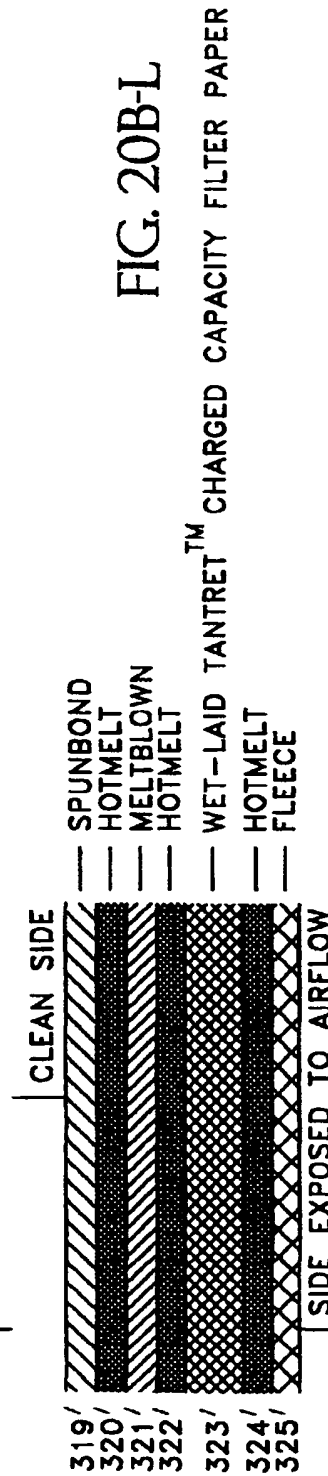 FIG. 20B-L
CLEAN SIDE
319' SPUNBOND
320' HOTMELT
321' MELTBLOWN
322' HOTMELT
323' WET-LAID TANTRET™ CHARGED CAPACITY FILTER PAPER
324' HOTMELT
325' FLEECE
SIDE EXPOSED TO AIRFLOW